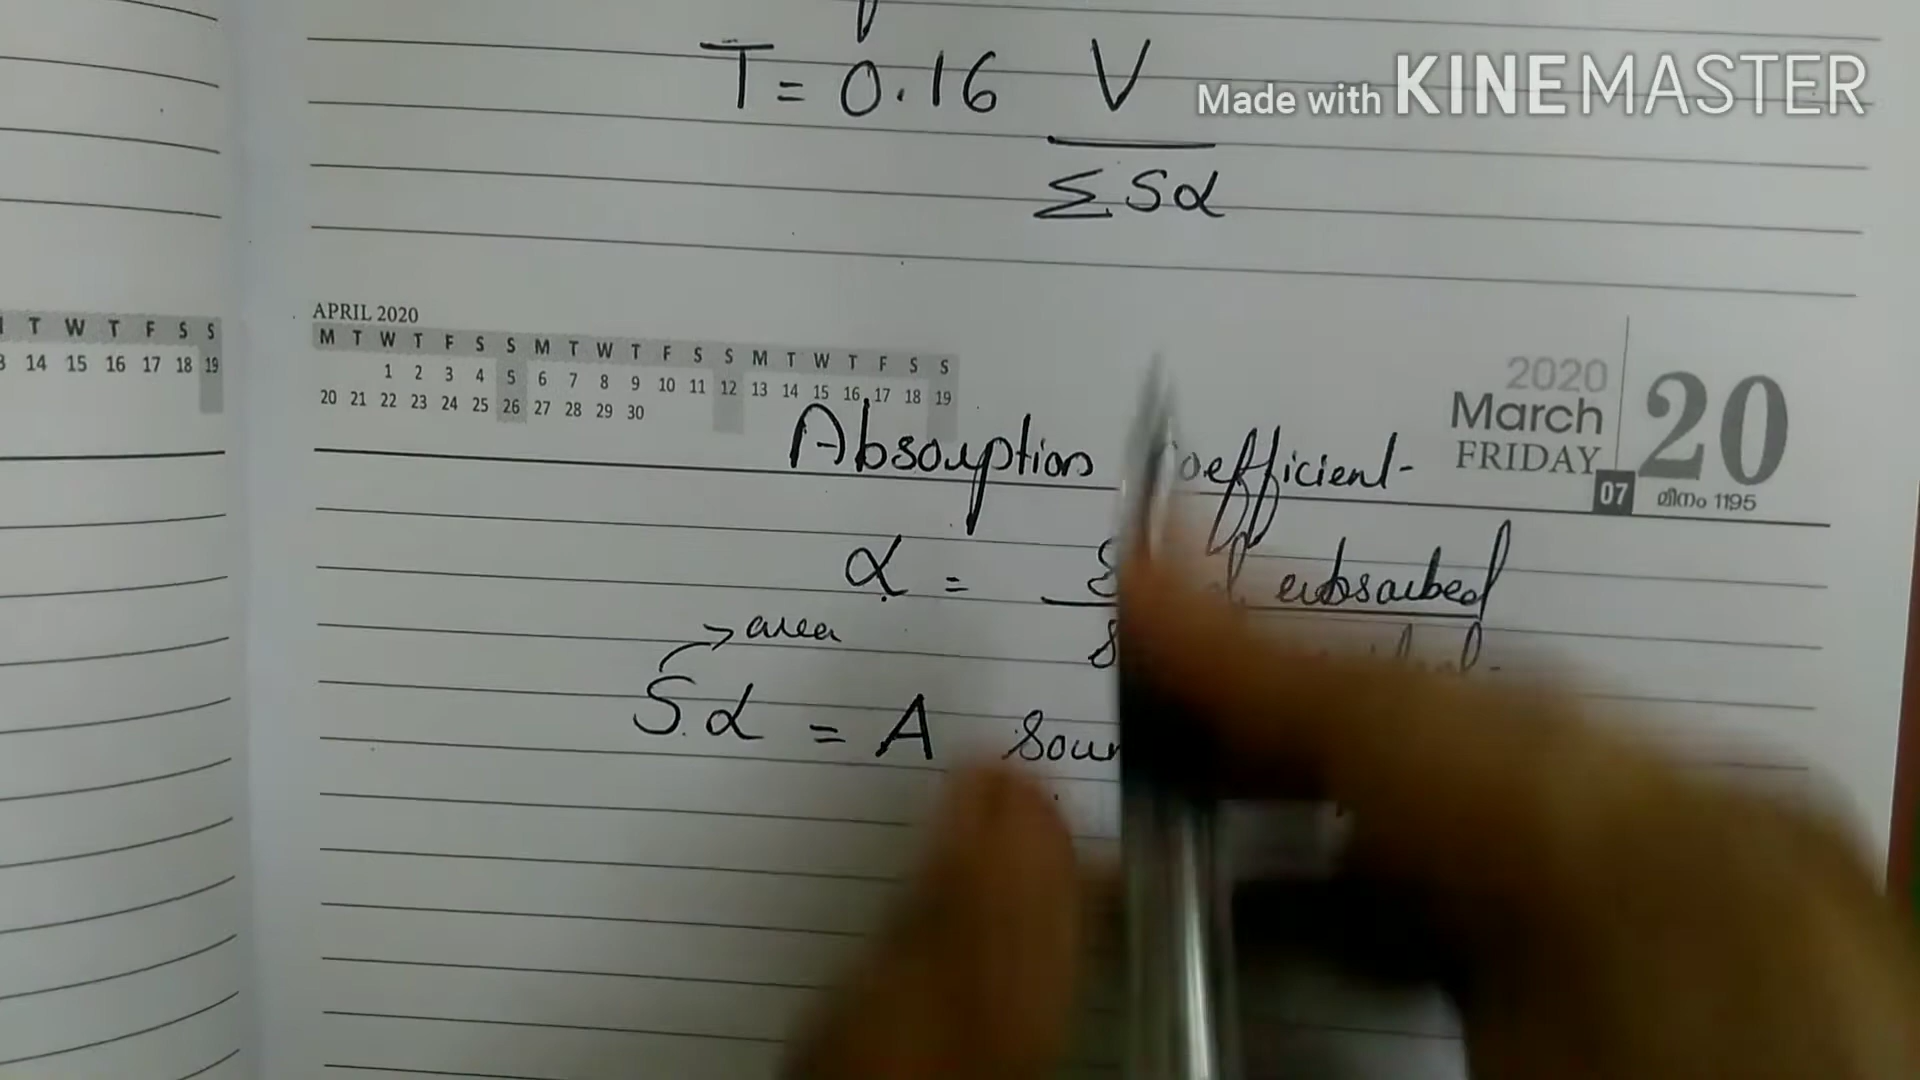 T = 0.16 V
Made with KINEMASTER
ΣSα
APRIL 2020
M T W T F S S M T W T F S S M T W T F S S
1 2 3 4 5 6 7 8 9 10 11 12 13 14 15 16 17 18 19
20 21 22 23 24 25 26 27 28 29 30
T W T F S S
14 15 16 17 18 19
2020
March
FRIDAY
20
07 മീനം 1195
Absorption Coefficient
α = absorbed
→ area
S.α = A